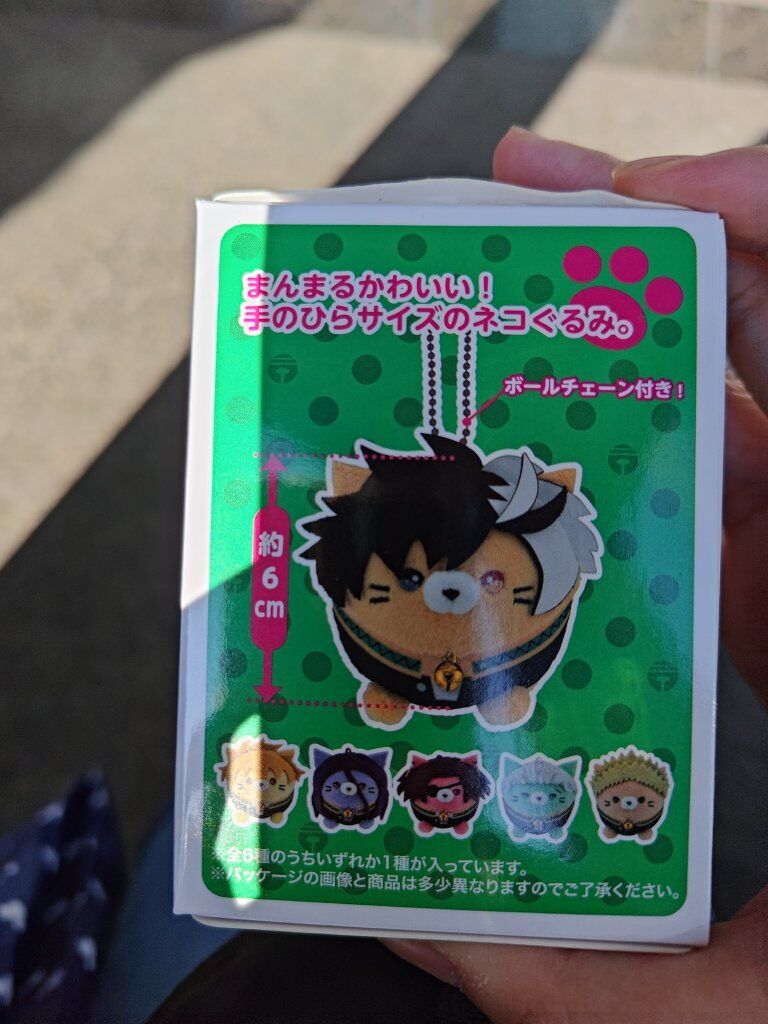 まんまるかわいい！
手のひらサイズのネコぐるみ。
ボールチェーン付き！
約6cm
※全6種のうちいずれか1種が入っています。
※パッケージの画像と商品は多少異なりますのでご了承ください。